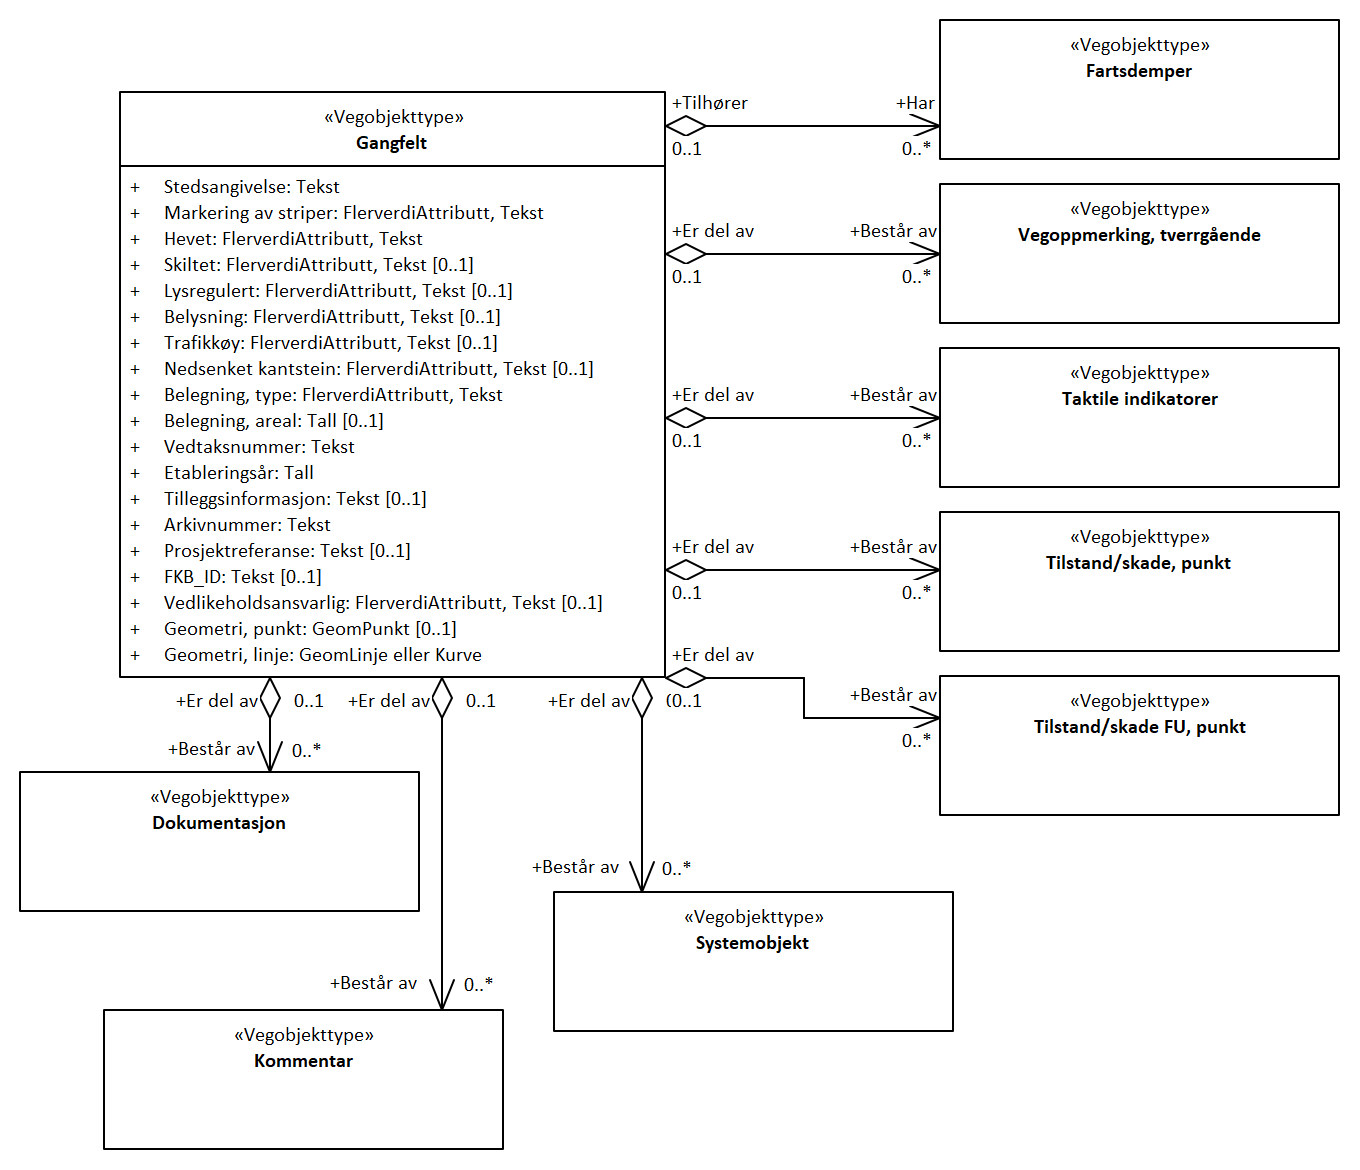 «Vegobjekttype»
Gangfelt
+ Stedsangivelse: Tekst
+ Markering av striper: FlerverdiAttributt, Tekst
+ Hevet: FlerverdiAttributt, Tekst
+ Skiltet: FlerverdiAttributt, Tekst [0..1]
+ Lysregulert: FlerverdiAttributt, Tekst [0..1]
+ Belysning: FlerverdiAttributt, Tekst [0..1]
+ Trafikkøy: FlerverdiAttributt, Tekst [0..1]
+ Nedsenket kantstein: FlerverdiAttributt, Tekst [0..1]
+ Belegning, type: FlerverdiAttributt, Tekst
+ Belegning, areal: Tall [0..1]
+ Vedtaksnummer: Tekst
+ Etableringsår: Tall
+ Tilleggsinformasjon: Tekst [0..1]
+ Arkivnummer: Tekst
+ Prosjektreferanse: Tekst [0..1]
+ FKB_ID: Tekst [0..1]
+ Vedlikeholdsansvarlig: FlerverdiAttributt, Tekst [0..1]
+ Geometri, punkt: GeomPunkt [0..1]
+ Geometri, linje: GeomLinje eller Kurve
+Tilhører +Har
0..1 0..*
«Vegobjekttype»
Fartsdemper
+Er del av +Består av
0..1 0..*
«Vegobjekttype»
Vegoppmerking, tverrgående
+Er del av +Består av
0..1 0..*
«Vegobjekttype»
Taktile indikatorer
+Er del av +Består av
0..1 0..*
«Vegobjekttype»
Tilstand/skade, punkt
+Er del av
0..1
+Består av
0..*
«Vegobjekttype»
Tilstand/skade FU, punkt
+Er del av 0..1
+Består av 0..*
«Vegobjekttype»
Dokumentasjon
+Er del av 0..1
+Består av 0..*
«Vegobjekttype»
Kommentar
+Er del av
+Består av 0..*
«Vegobjekttype»
Systemobjekt